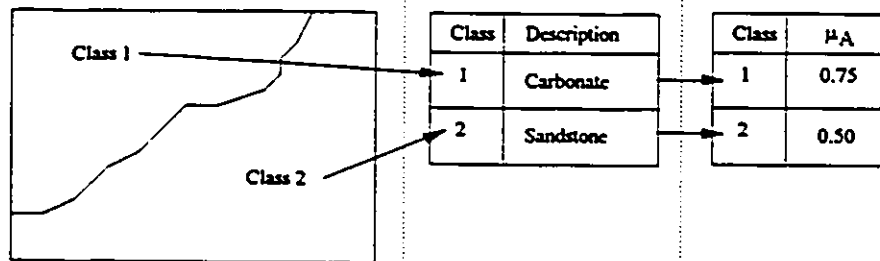 Class 1
Class 2
Class Description
1 Carbonate
2 Sandstone
Class μA
1 0.75
2 0.50